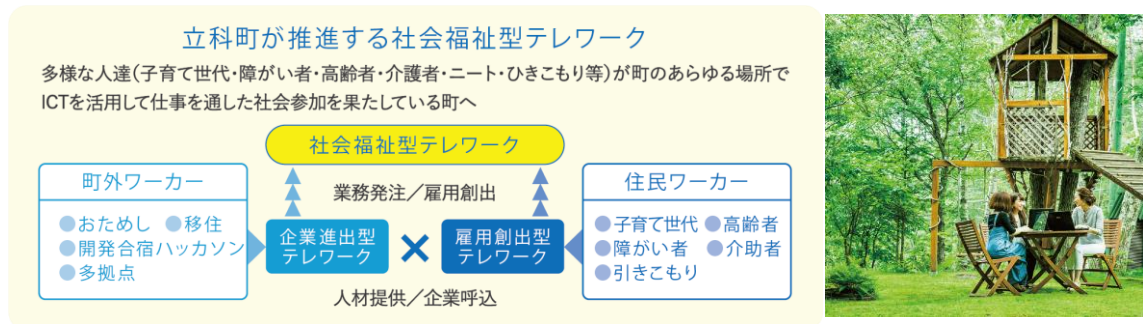 立科町が推進する社会福祉型テレワーク
多様な人達（子育て世代・障がい者・高齢者・介護者・ニート・ひきこもり等）が町のあらゆる場所で
ICTを活用して仕事を通した社会参加を果たしている町へ
社会福祉型テレワーク
町外ワーカー
●おためし ●移住
●開発合宿ハッカソン
●多拠点
業務発注／雇用創出
企業進出型
テレワーク
×
雇用創出型
テレワーク
人材提供／企業呼込
住民ワーカー
●子育て世代 ●高齢者
●障がい者 ●介助者
●引きこもり